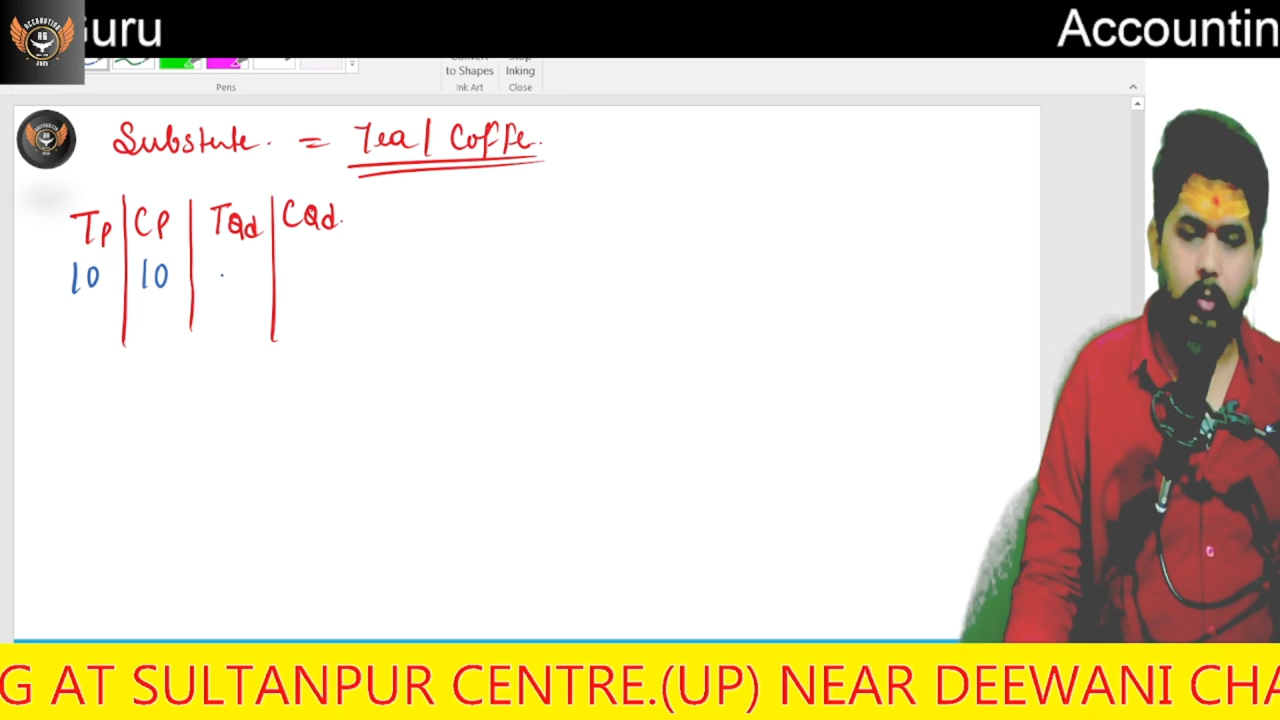 Guru
Accountin
to Shapes
Inking
Pens
Ink Art
Close
Substute. = Tea/ Coffe.
TP CP TQd CQd.
10 10
G AT SULTANPUR CENTRE.(UP) NEAR DEEWANI CHA